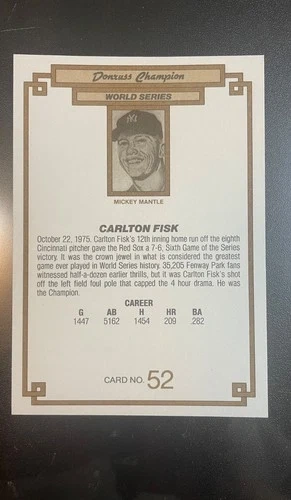 Donruss Champion
WORLD SERIES
NY
MICKEY MANTLE
CARLTON FISK
October 22, 1975. Carlton Fisk's 12th inning home run off the eighth
Cincinnati pitcher gave the Red Sox a 7-6, Sixth Game of the Series
victory. It was the crown jewel in what is considered the greatest
game ever played in World Series history. 35,205 Fenway Park fans
witnessed half-a-dozen earlier thrills, but it was Carlton Fisk's shot
off the left field foul pole that capped the 4 hour drama. He was
the Champion.
CAREER
G AB H HR BA
1447 5162 1454 209 .282
CARD NO. 52